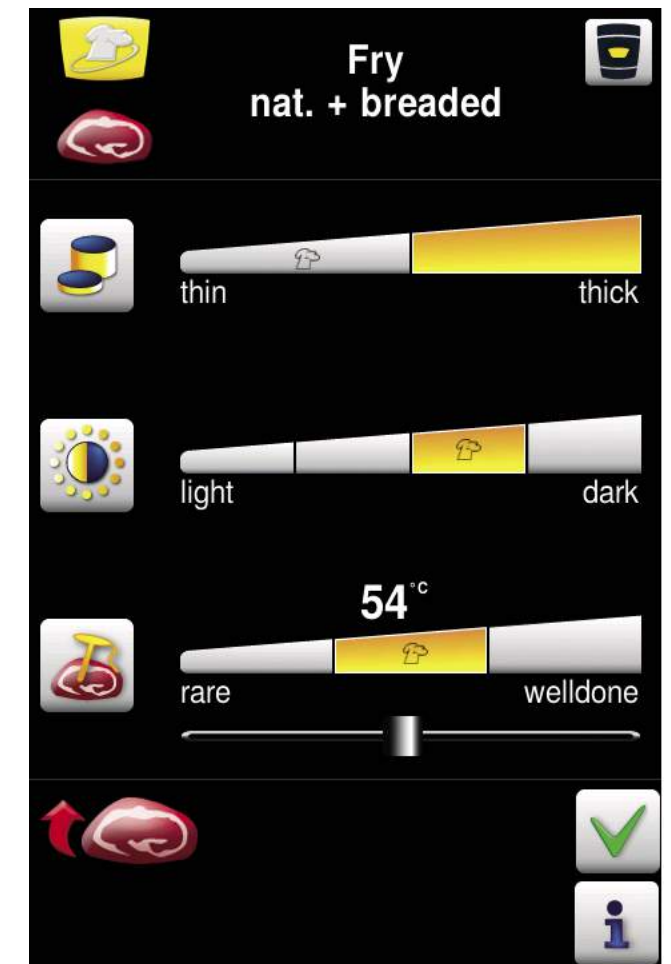 Fry
nat. + breaded
thin thick
light dark
54°C
rare welldone